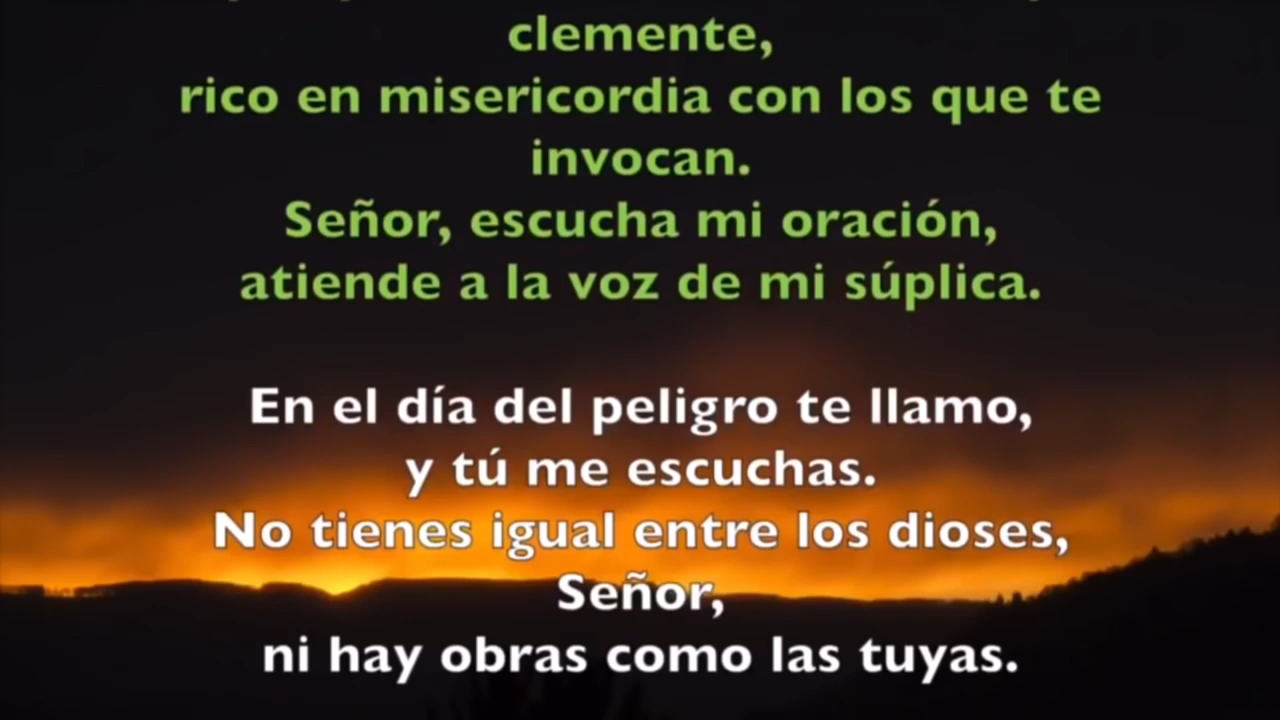 clemente,
rico en misericordia con los que te
invocan.
Señor, escucha mi oración,
atiende a la voz de mi súplica.
En el día del peligro te llamo,
y tú me escuchas.
No tienes igual entre los dioses,
Señor,
ni hay obras como las tuyas.